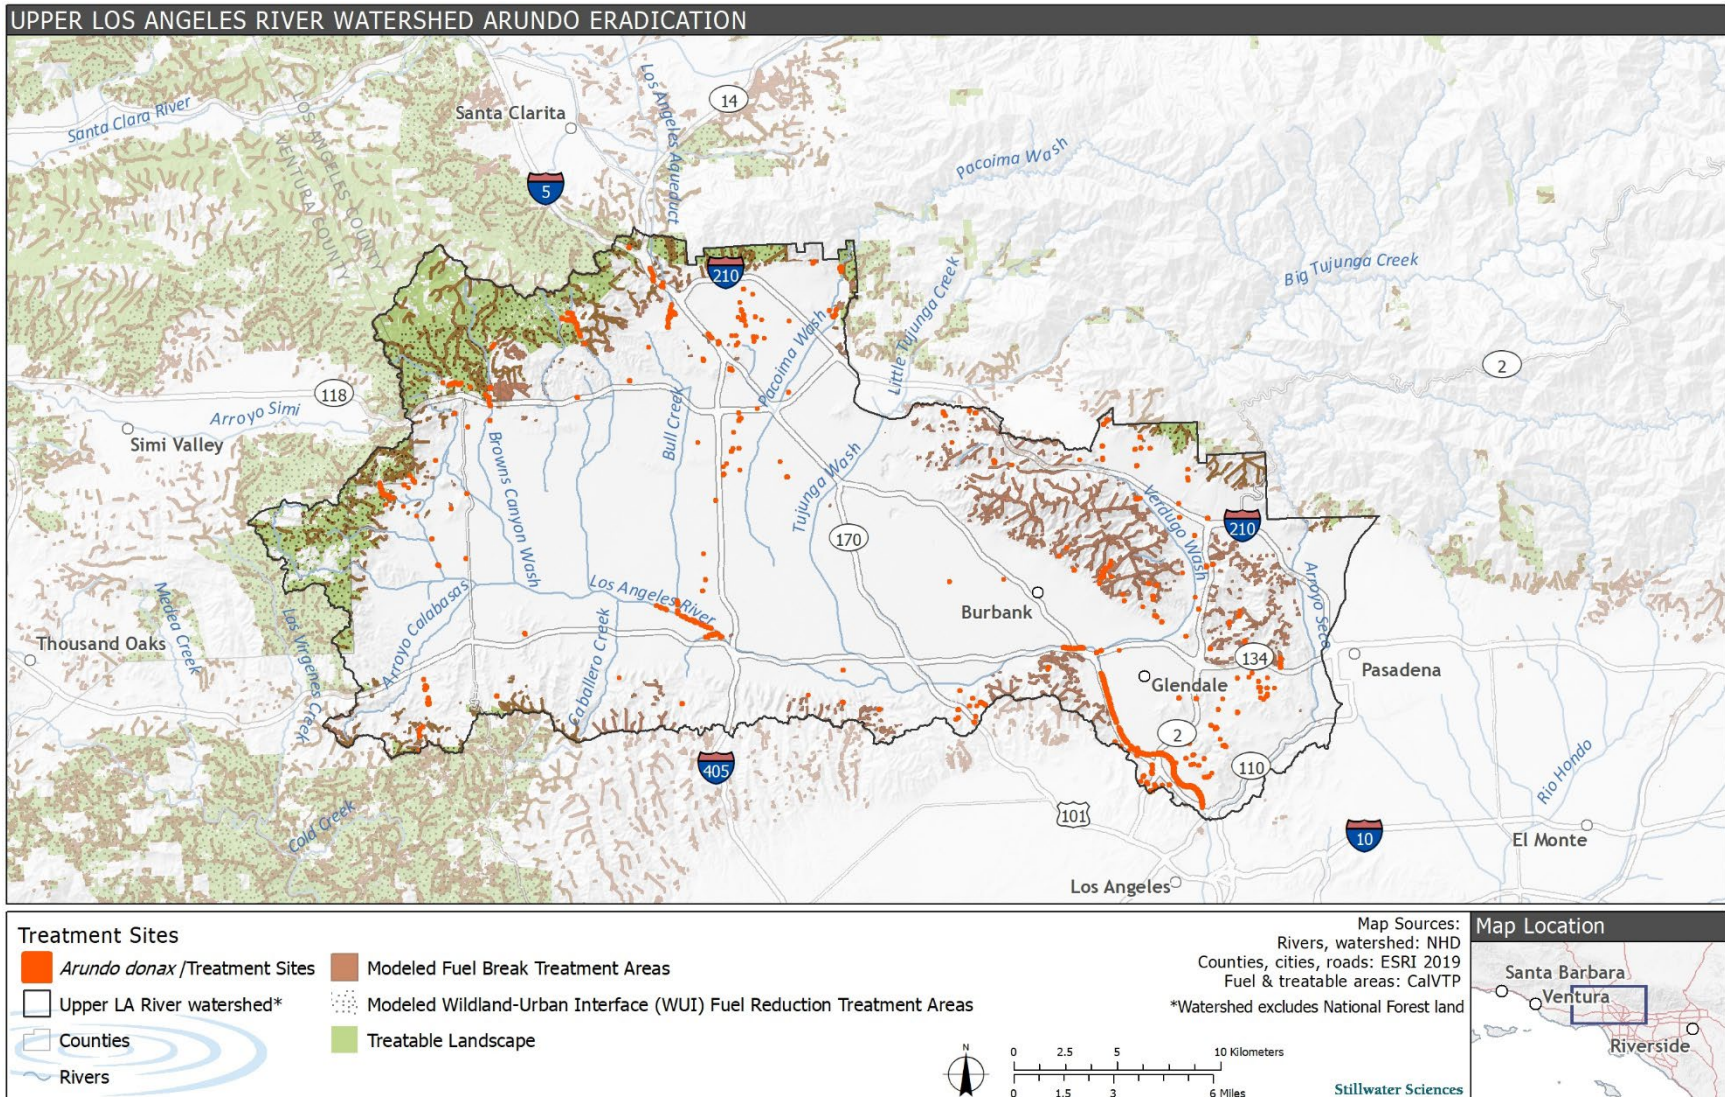 UPPER LOS ANGELES RIVER WATERSHED ARUNDO ERADICATION
Santa Clara River
LOS ANGELES COUNTY
VENTURA COUNTY
Santa Clarita
Los Angeles Aqueduct
14
5
Pacoima Wash
Big Tujunga Creek
210
Little Tujunga Creek
2
118
Arroyo Simi
Simi Valley
Pacoima Wash
Bull Creek
Browns Canyon Wash
Tujunga Wash
170
Verdugo Wash
210
Arroyo Seco
Los Angeles River
Burbank
Medea Creek
Las Virgenes Creek
Arroyo Calabasas
Caballero Creek
Thousand Oaks
134
Pasadena
Glendale
2
110
405
101
Rio Hondo
Cold Creek
10
El Monte
Los Angeles
Treatment Sites
Arundo donax /Treatment Sites
Upper LA River watershed*
Counties
Rivers
Modeled Fuel Break Treatment Areas
Modeled Wildland-Urban Interface (WUI) Fuel Reduction Treatment Areas
Treatable Landscape
N
0 2.5 5 10 Kilometers
0 1.5 3 6 Miles
Map Sources:
Rivers, watershed: NHD
Counties, cities, roads: ESRI 2019
Fuel & treatable areas: CalVTP
*Watershed excludes National Forest land
Stillwater Sciences
Map Location
Santa Barbara
Ventura
Riverside